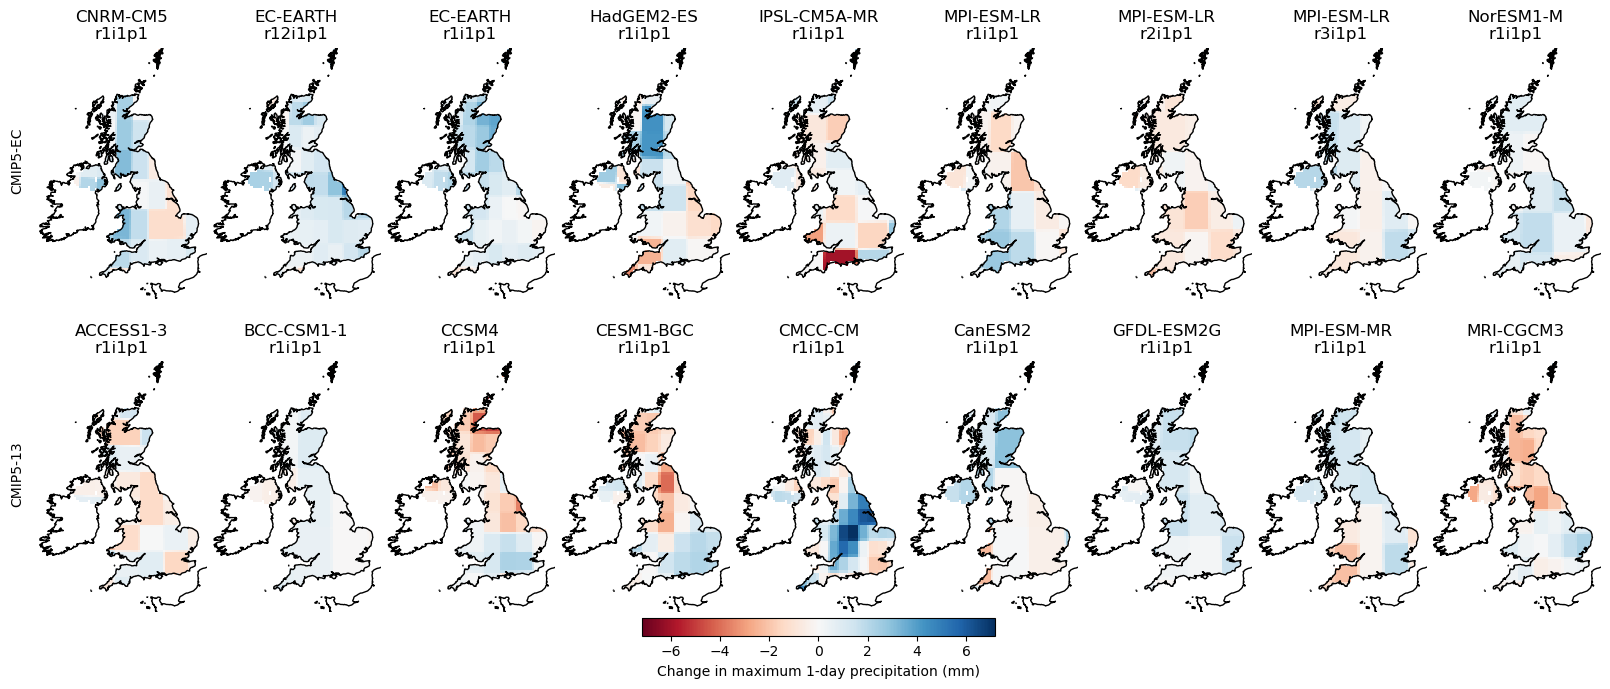 CNRM-CM5 EC-EARTH EC-EARTH HadGEM2-ES IPSL-CM5A-MR MPI-ESM-LR MPI-ESM-LR MPI-ESM-LR NorESM1-M
r1i1p1 r12i1p1 r1i1p1 r1i1p1 r1i1p1 r1i1p1 r2i1p1 r3i1p1 r1i1p1
CMIP5-EC
ACCESS1-3 BCC-CSM1-1 CCSM4 CESM1-BGC CMCC-CM CanESM2 GFDL-ESM2G MPI-ESM-MR MRI-CGCM3
r1i1p1 r1i1p1 r1i1p1 r1i1p1 r1i1p1 r1i1p1 r1i1p1 r1i1p1 r1i1p1
CMIP5-13
−6 −4 −2 0 2 4 6
Change in maximum 1-day precipitation (mm)